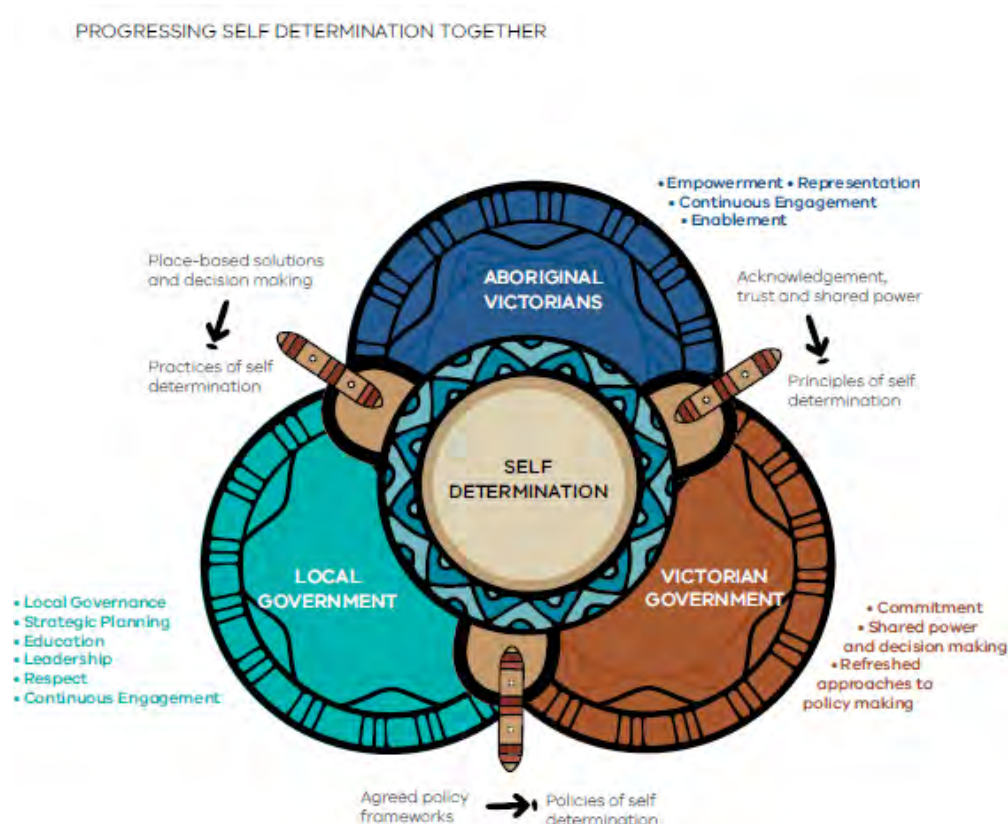 PROGRESSING SELF DETERMINATION TOGETHER
• Empowerment • Representation
• Continuous Engagement
• Enablement
Place-based solutions
and decision making
Practices of self
determination
ABORIGINAL
VICTORIANS
Acknowledgement,
trust and shared power
Principles of self
determination
SELF
DETERMINATION
LOCAL
GOVERNMENT
VICTORIAN
GOVERNMENT
• Local Governance
• Strategic Planning
• Education
• Leadership
• Respect
• Continuous Engagement
• Commitment
• Shared power
and decision making
• Refreshed
approaches to
policy making
Agreed policy
frameworks
Policies of self
determination